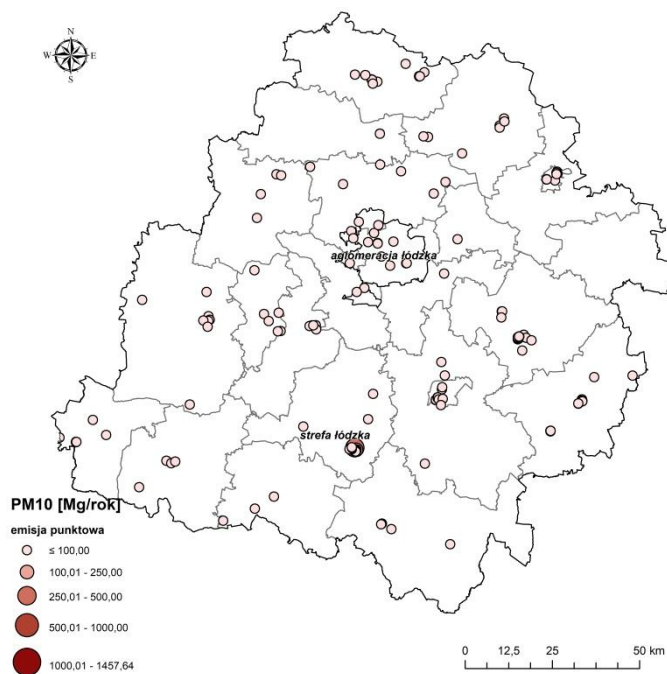 N
W E
S
aglomeracja łódzka
strefa łódzka
PM10 [Mg/rok]
emisja punktowa
≤ 100,00
100,01 - 250,00
250,01 - 500,00
500,01 - 1000,00
1000,01 - 1457,64
0 12,5 25 50 km